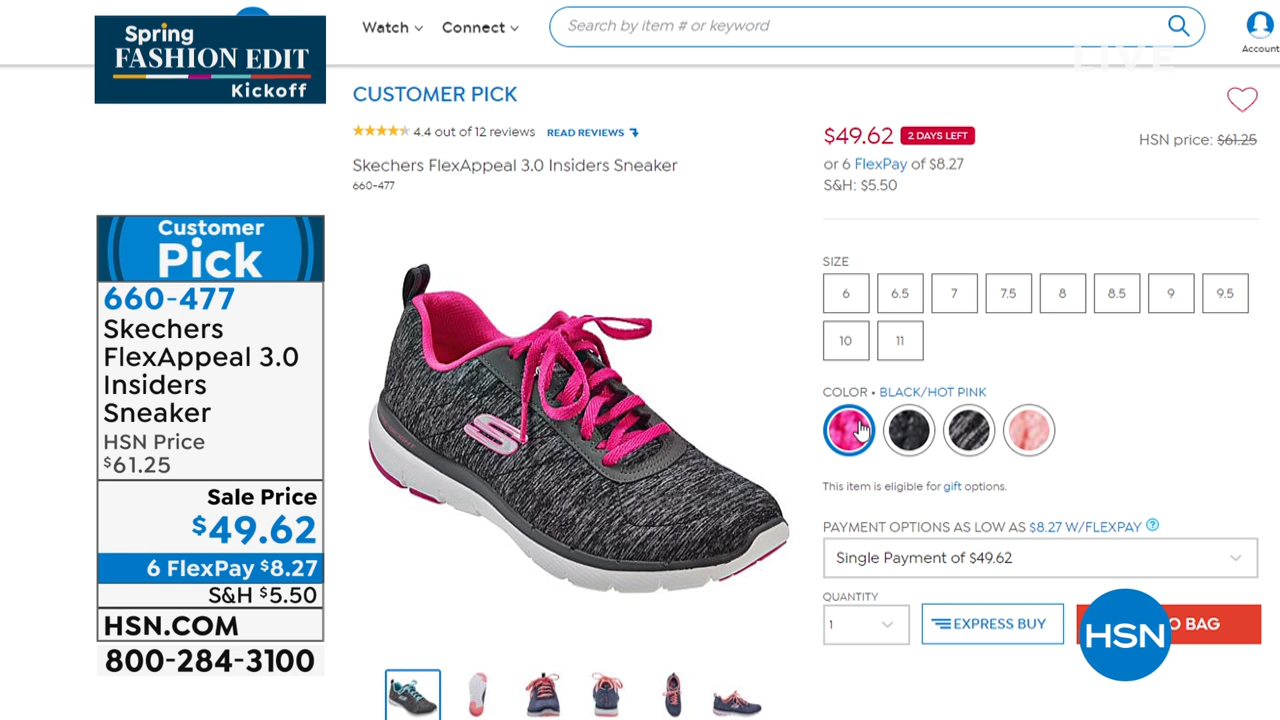 Spring
FASHION EDIT
Kickoff
Watch
Connect
Search by item # or keyword
Account
LIVE
CUSTOMER PICK
4.4 out of 12 reviews READ REVIEWS
Skechers FlexAppeal 3.0 Insiders Sneaker
660-477
$49.62 2 DAYS LEFT
HSN price: $61.25
or 6 FlexPay of $8.27
S&H: $5.50
Customer
Pick
660-477
Skechers
FlexAppeal 3.0
Insiders
Sneaker
HSN Price
$61.25
Sale Price
$49.62
6 FlexPay $8.27
S&H $5.50
HSN.COM
800-284-3100
SIZE
6 6.5 7 7.5 8 8.5 9 9.5
10 11
COLOR • BLACK/HOT PINK
This item is eligible for gift options.
PAYMENT OPTIONS AS LOW AS $8.27 W/FLEXPAY ?
Single Payment of $49.62
QUANTITY
1
EXPRESS BUY
O BAG
HSN